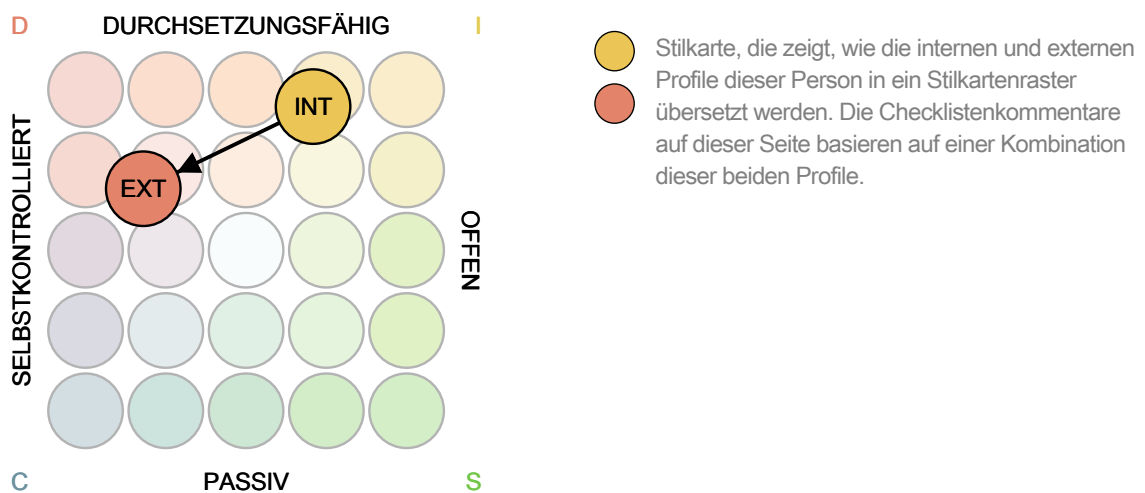 D
DURCHSETZUNGSFÄHIG
I
SELBSTKONTROLLIERT
INT
EXT
OFFEN
C
PASSIV
S
Stilkarte, die zeigt, wie die internen und externen
Profile dieser Person in ein Stilkartenraster
übersetzt werden. Die Checklistenkommentare
auf dieser Seite basieren auf einer Kombination
dieser beiden Profile.